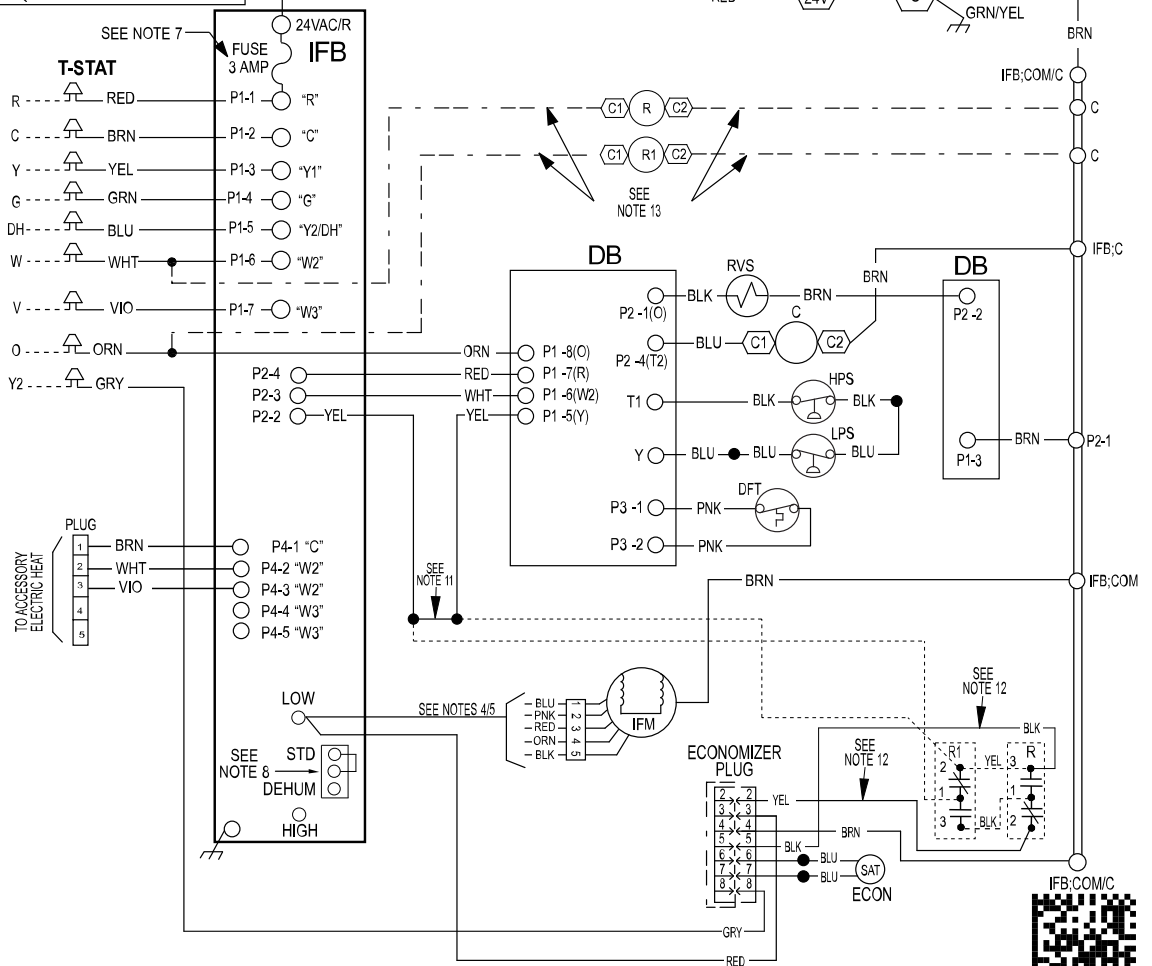 24V
C
GRN/YEL
BRN
24VAC/R
IFB
SEE NOTE 7
FUSE
3 AMP
T-STAT
IFB;COM/C
R RED P1-1 "R"
C1 R C2 C
C BRN P1-2 "C"
C1 R1 C2 C
Y YEL P1-3 "Y1"
SEE
NOTE 13
G GRN P1-4 "G"
DH BLU P1-5 "Y2/DH"
W WHT P1-6 "W2"
V VIO P1-7 "W3"
O ORN
Y2 GRY
DB
RVS
BRN
IFB;C
DB
BLK BRN
P2 -1(O)
P2 -2
C
BLU C1 C2
P2 -4(T2)
ORN P1 -8(O)
P2-4 RED P1 -7(R)
P2-3 WHT P1 -6(W2)
P2-2 YEL YEL P1 -5(Y)
HPS
T1 BLK BLK
LPS
Y BLU BLU BLU
P1-3 BRN P2-1
DFT
P3 -1 PNK
P3 -2 PNK
PLUG
TO ACCESSORY
ELECTRIC HEAT
1 BRN P4-1 "C"
2 WHT P4-2 "W2"
3 VIO P4-3 "W2"
4 P4-4 "W3"
5 P4-5 "W3"
SEE
NOTE 11
BRN IFB;COM
LOW
SEE NOTES 4/5
BLU 1
PNK 2
RED 3
ORN 4
BLK 5
IFM
SEE
NOTE 8
STD
DEHUM
HIGH
SEE
NOTE 12
BLK
SEE
NOTE 12
ECONOMIZER
PLUG
R1 R
2 YEL 3
1 1
3 BLK 2
2 2 YEL
3 3
4 4 BRN
5 5 BLK
6 6 BLU
7 7 BLU
8 8
SAT
ECON
IFB;COM/C
GRY
RED